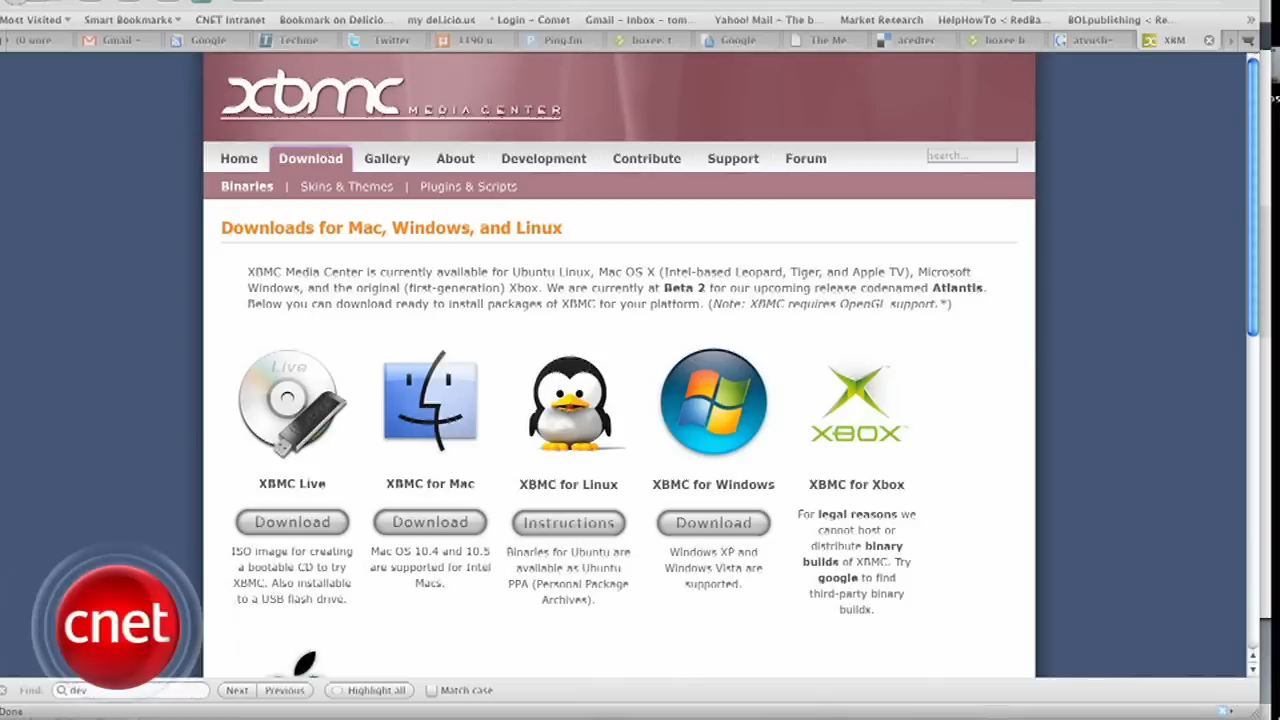 Most Visited Smart Bookmarks CNET Intranet Bookmark on Delicio... my del.icio.us * Login - Comet Gmail - Inbox - tom... Yahoo! Mail - The b... Market Research HelpHowTo < RedBa... BOLpublishing < Re... »
Gmail - Google Techme Twitter Ping.fm boxee. t Google The Me acedtec boxee b atvusb- XBM
xbmc MEDIA CENTER
Home Download Gallery About Development Contribute Support Forum search...
Binaries | Skins & Themes | Plugins & Scripts
Downloads for Mac, Windows, and Linux
XBMC Media Center is currently available for Ubuntu Linux, Mac OS X (Intel-based Leopard, Tiger, and Apple TV), Microsoft
Windows, and the original (first-generation) Xbox. We are currently at Beta 2 for our upcoming release codenamed Atlantis.
Below you can download ready to install packages of XBMC for your platform. (Note: XBMC requires OpenGL support.*)
Live
XBOX
XBMC Live XBMC for Mac XBMC for Linux XBMC for Windows XBMC for Xbox
Download Download Instructions Download
ISO image for creating
a bootable CD to try
XBMC. Also installable
to a USB flash drive.
Mac OS 10.4 and 10.5
are supported for Intel
Macs.
Binaries for Ubuntu are
available as Ubuntu
PPA (Personal Package
Archives).
Windows XP and
Windows Vista are
supported.
For legal reasons we
cannot host or
distribute binary
builds of XBMC. Try
google to find
third-party binary
buildx.
cnet
Find: dev Next Previous Highlight all Match case
Done